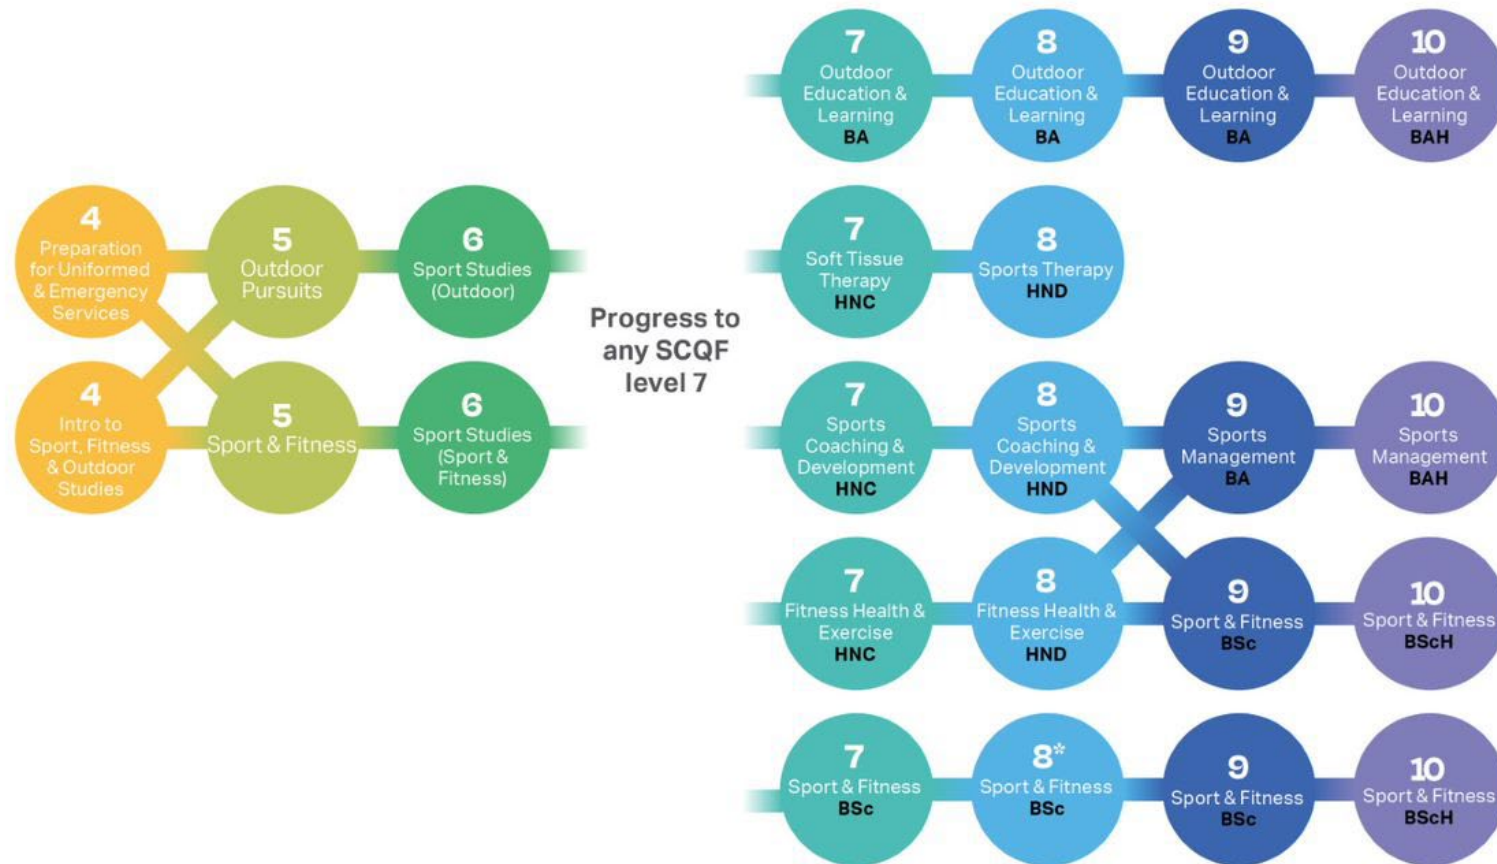 7
Outdoor
Education &
Learning
BA
8
Outdoor
Education &
Learning
BA
9
Outdoor
Education &
Learning
BA
10
Outdoor
Education &
Learning
BAH
4
Preparation
for Uniformed
& Emergency
Services
5
Outdoor
Pursuits
6
Sport Studies
(Outdoor)
4
Intro to
Sport, Fitness
& Outdoor
Studies
5
Sport & Fitness
6
Sport Studies
(Sport &
Fitness)
Progress to
any SCQF
level 7
7
Soft Tissue
Therapy
HNC
8
Sports Therapy
HND
7
Sports
Coaching &
Development
HNC
8
Sports
Coaching &
Development
HND
9
Sports
Management
BA
10
Sports
Management
BAH
7
Fitness Health &
Exercise
HNC
8
Fitness Health &
Exercise
HND
9
Sport & Fitness
BSc
10
Sport & Fitness
BScH
7
Sport & Fitness
BSc
8*
Sport & Fitness
BSc
9
Sport & Fitness
BSc
10
Sport & Fitness
BScH